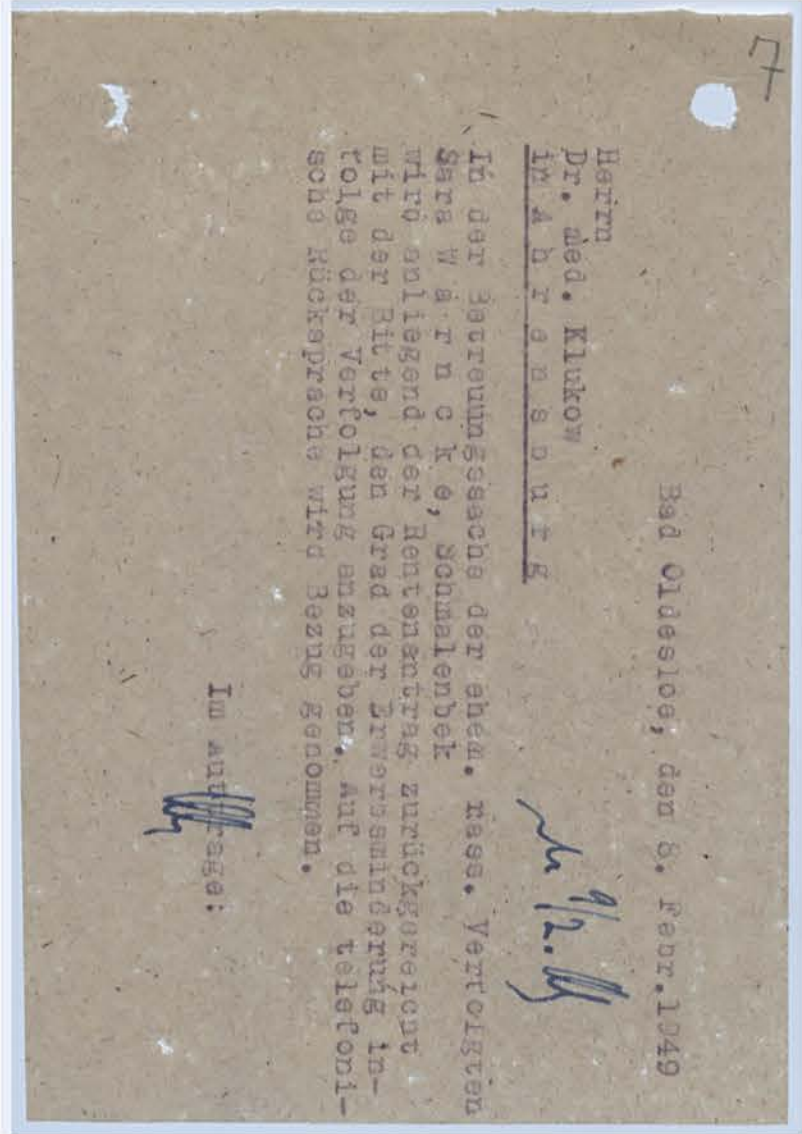 7
Bad Oldesloe, den 8. Febr.1949
Herrn
Dr. med. Klukow
in A h r e n s b u r g
In der Betreuungssache der ehem. rass. Verfolgten
Sara W a r n c k e, Schmalenbek
wird anliegend der Rentenantrag zurückgereicht
mit der Bitte, den Grad der Erwerbsminderung in-
folge der Verfolgung anzugeben. Auf die telefoni-
sche Rücksprache wird Bezug genommen.
Im Auftrage:
9/2.